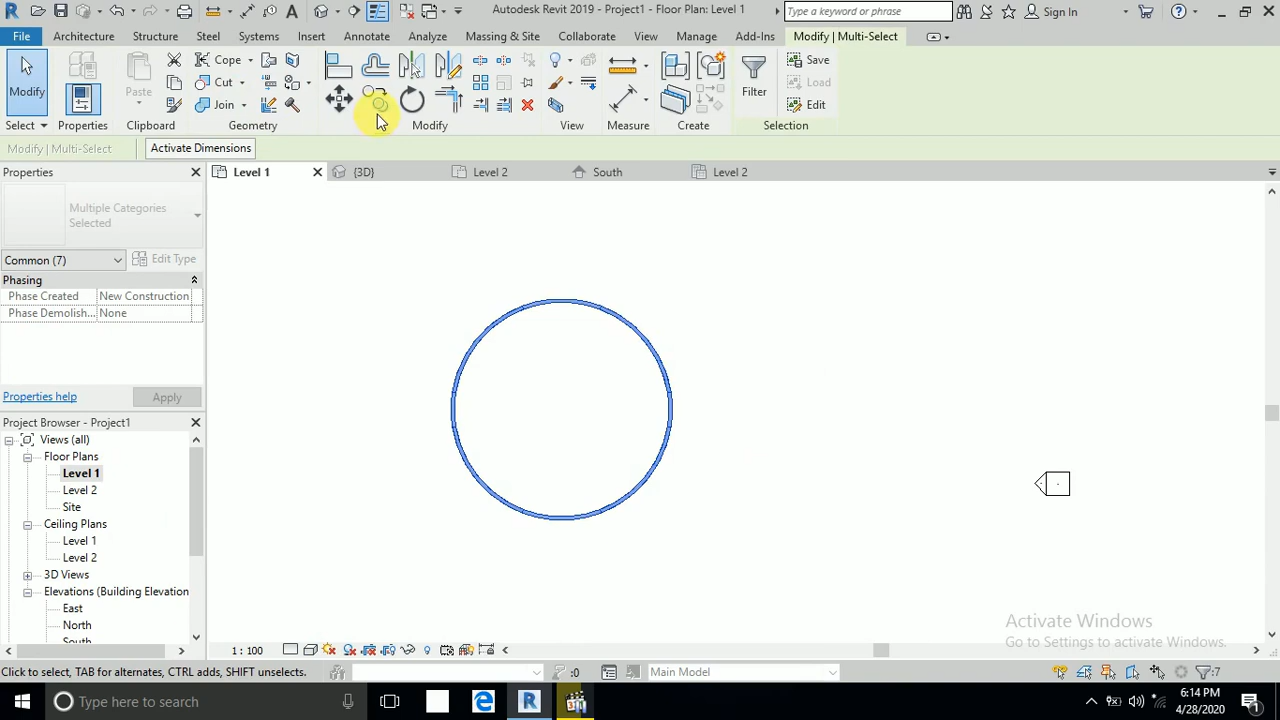 Autodesk Revit 2019 - Project1 - Floor Plan: Level 1
Type a keyword or phrase
Sign In
File
Architecture
Structure
Steel
Systems
Insert
Annotate
Analyze
Massing & Site
Collaborate
View
Manage
Add-Ins
Modify | Multi-Select
Modify
Paste
Cope
Cut
Join
Filter
Save
Load
Edit
Select
Properties
Clipboard
Geometry
Modify
View
Measure
Create
Selection
Modify | Multi-Select
Activate Dimensions
Properties
Level 1
{3D}
Level 2
South
Level 2
Multiple Categories
Selected
Common (7)
Edit Type
Phasing
Phase Created
New Construction
Phase Demolish...
None
Properties help
Apply
Project Browser - Project1
Views (all)
Floor Plans
Level 1
Level 2
Site
Ceiling Plans
Level 1
Level 2
3D Views
Elevations (Building Elevation
East
North
South
Activate Windows
Go to Settings to activate Windows.
1 : 100
Click to select, TAB for alternates, CTRL adds, SHIFT unselects.
:0
Main Model
:7
Type here to search
6:14 PM
4/28/2020